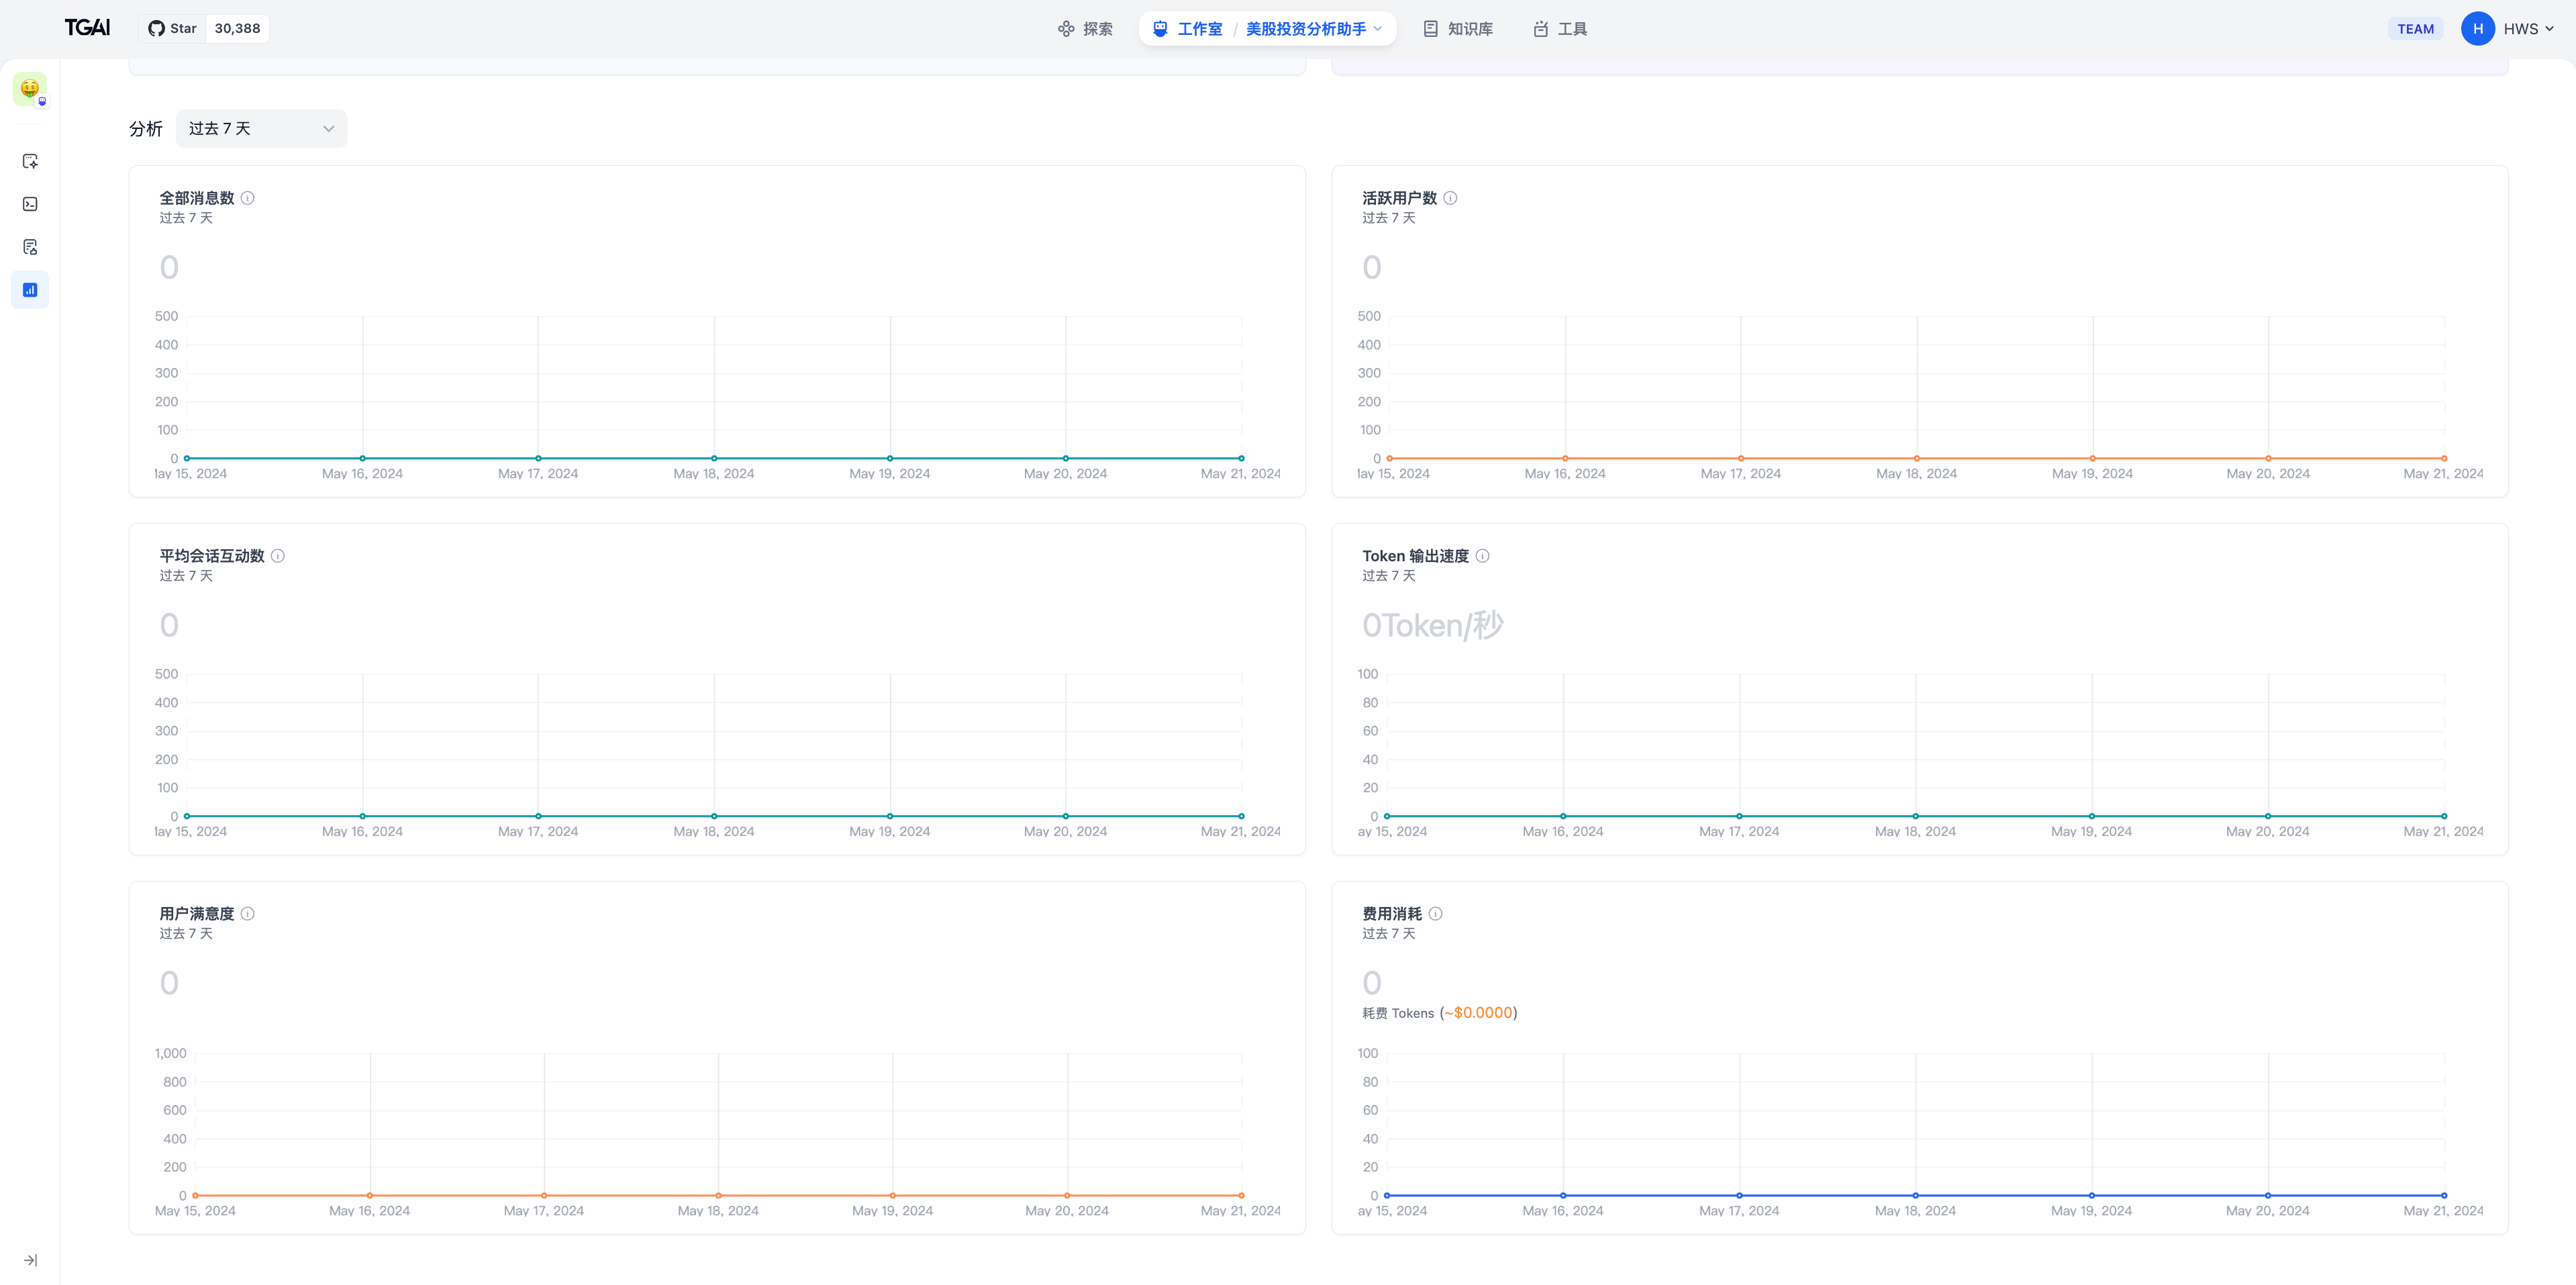 TGAI
Star 30,388
探索
工作室 / 美股投资分析助手
知识库
工具
TEAM
H HWS
分析 过去 7 天
全部消息数
过去 7 天
0
500
400
300
200
100
0
lay 15, 2024 May 16, 2024 May 17, 2024 May 18, 2024 May 19, 2024 May 20, 2024 May 21, 2024
活跃用户数
过去 7 天
0
500
400
300
200
100
0
lay 15, 2024 May 16, 2024 May 17, 2024 May 18, 2024 May 19, 2024 May 20, 2024 May 21, 2024
平均会话互动数
过去 7 天
0
500
400
300
200
100
0
lay 15, 2024 May 16, 2024 May 17, 2024 May 18, 2024 May 19, 2024 May 20, 2024 May 21, 2024
Token 输出速度
过去 7 天
0Token/秒
100
80
60
40
20
0
ay 15, 2024 May 16, 2024 May 17, 2024 May 18, 2024 May 19, 2024 May 20, 2024 May 21, 2024
用户满意度
过去 7 天
0
1,000
800
600
400
200
0
May 15, 2024 May 16, 2024 May 17, 2024 May 18, 2024 May 19, 2024 May 20, 2024 May 21, 2024
费用消耗
过去 7 天
0
耗费 Tokens (~$0.0000)
100
80
60
40
20
0
ay 15, 2024 May 16, 2024 May 17, 2024 May 18, 2024 May 19, 2024 May 20, 2024 May 21, 2024